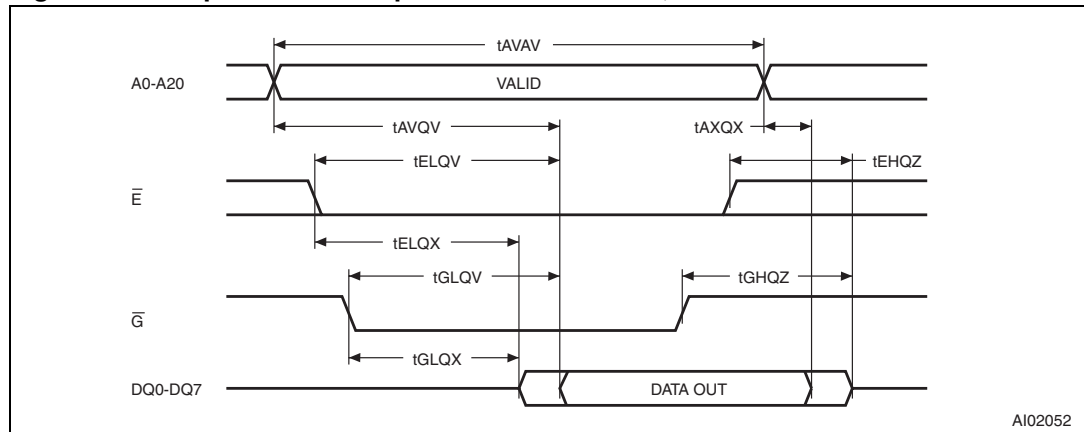 tAVAV
A0-A20
VALID
tAVQV
tAXQX
tELQV
tEHQZ
E̅
tELQX
tGLQV
tGHQZ
G̅
tGLQX
DQ0-DQ7
DATA OUT
AI02052